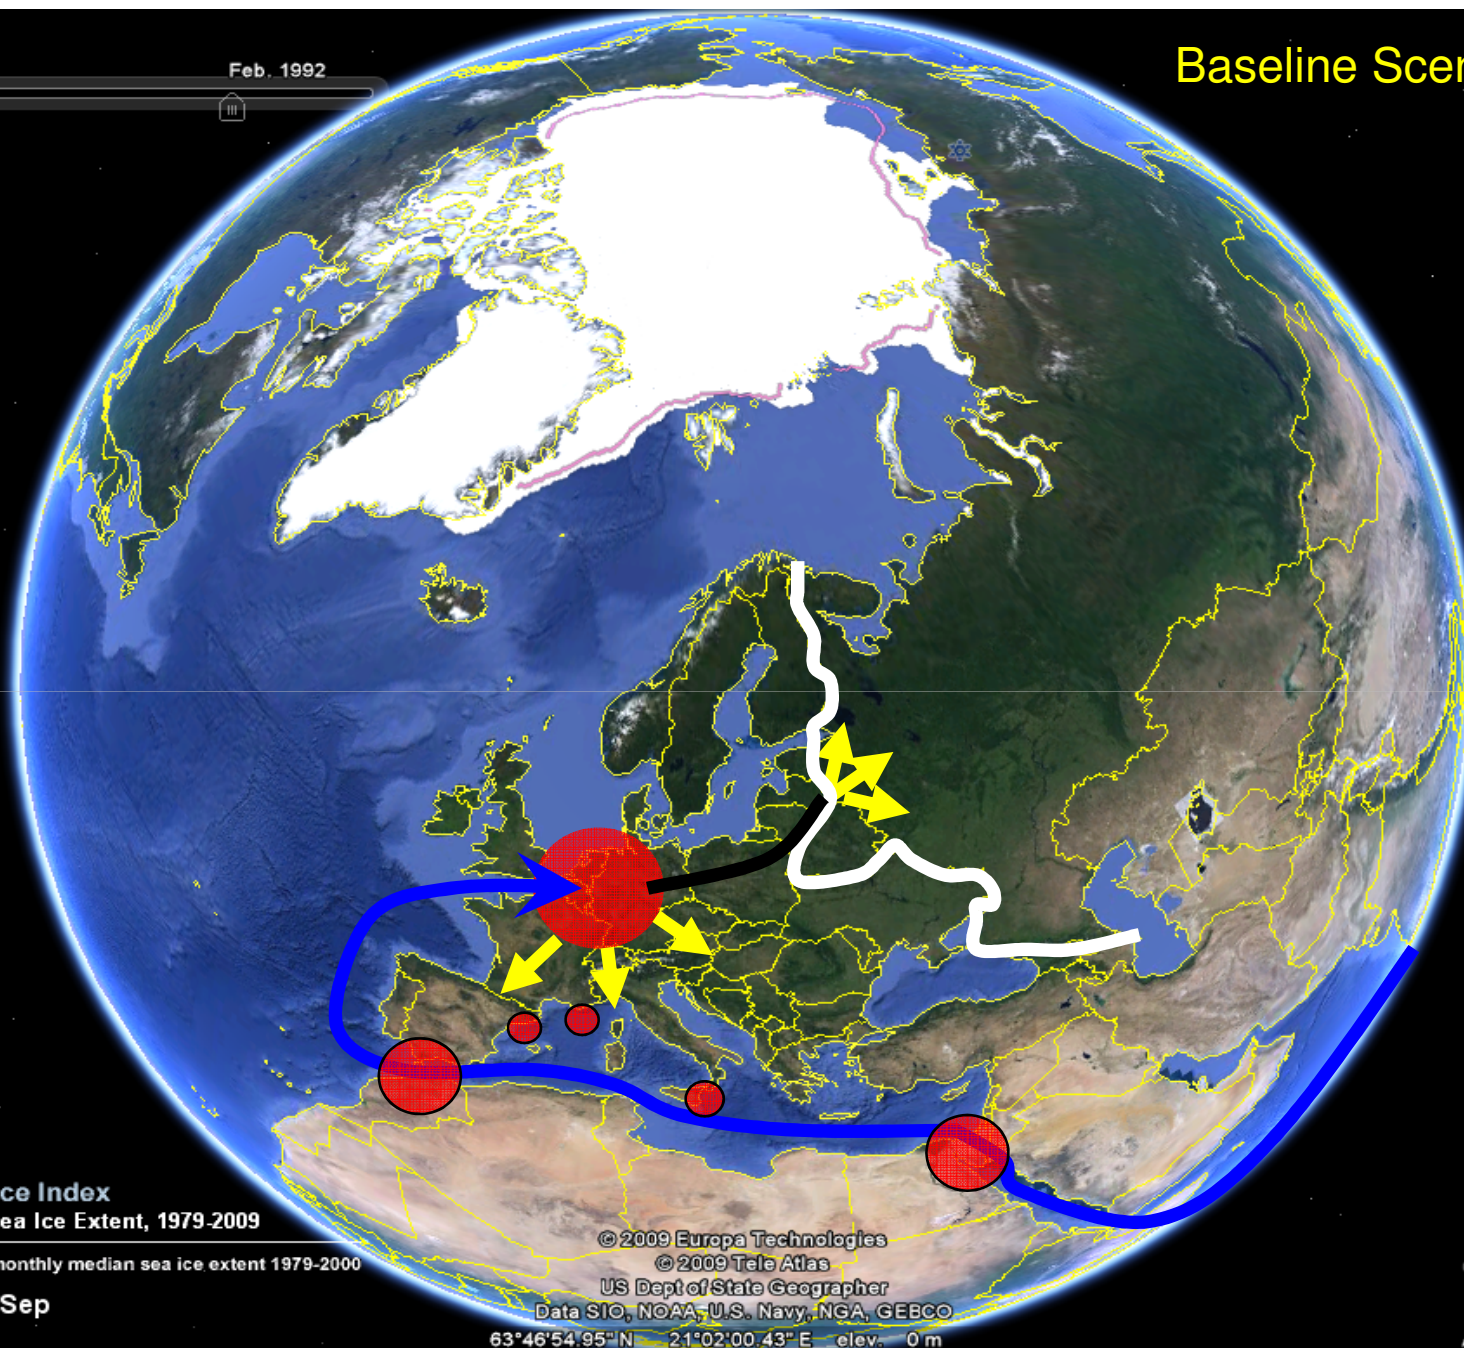 Feb. 1992
Baseline Scer
ce Index
ea Ice Extent, 1979-2009
nonthly median sea ice extent 1979-2000
Sep
© 2009 Europa Technologies
© 2009 Tele Atlas
US Dept of State Geographer
Data SIO, NOAA, U.S. Navy, NGA, GEBCO
63°46'54.95" N 21°02'00.43" E elev. 0 m